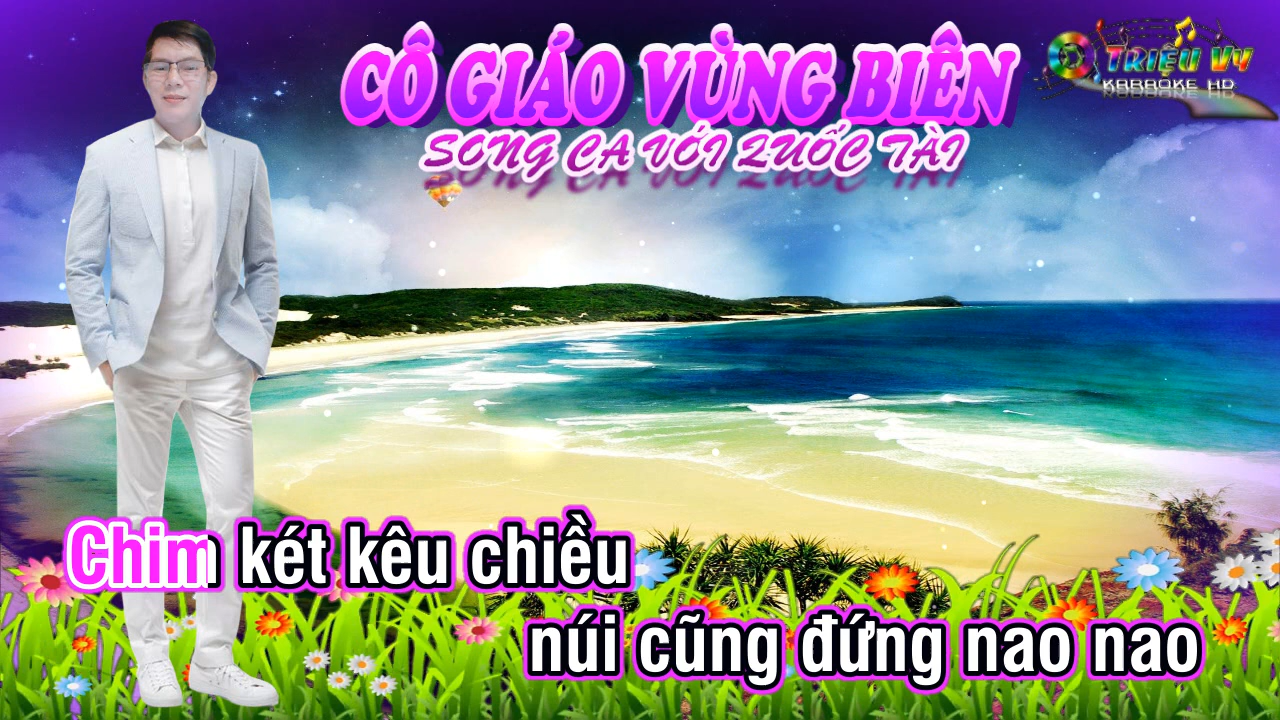 CÔ GIÁO VÙNG BIÊN
TRIỆU VY
KARAOKE HD
SONG CA VỚI QUỐC TÀI
Chim két kêu chiều
núi cũng đứng nao nao